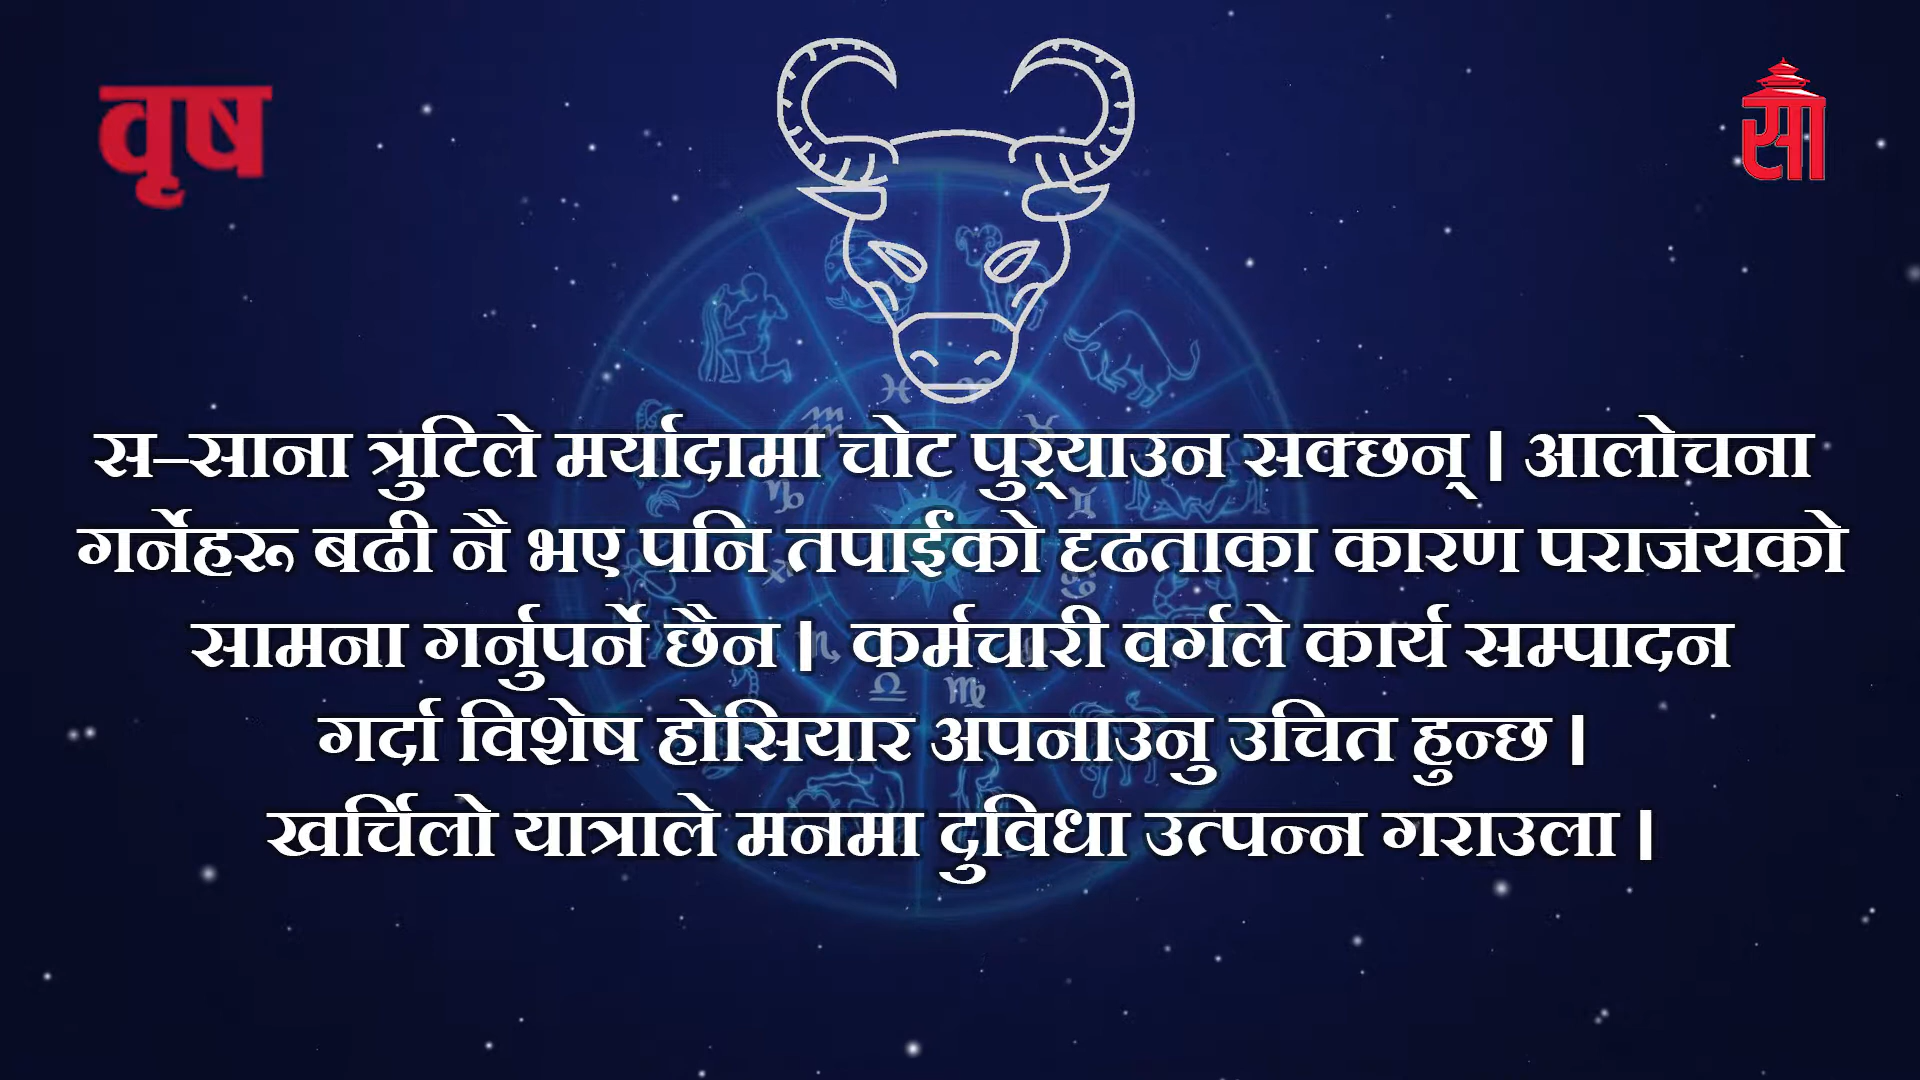 वृष
साँ
स–साना त्रुटिले मर्यादामा चोट पुर्‍याउन सक्छन् । आलोचना
गर्नेहरू बढी नै भए पनि तपाईंको दृढताका कारण पराजयको
सामना गर्नुपर्ने छैन । कर्मचारी वर्गले कार्य सम्पादन
गर्दा विशेष होसियार अपनाउनु उचित हुन्छ ।
खर्चिलो यात्राले मनमा दुविधा उत्पन्न गराउला ।